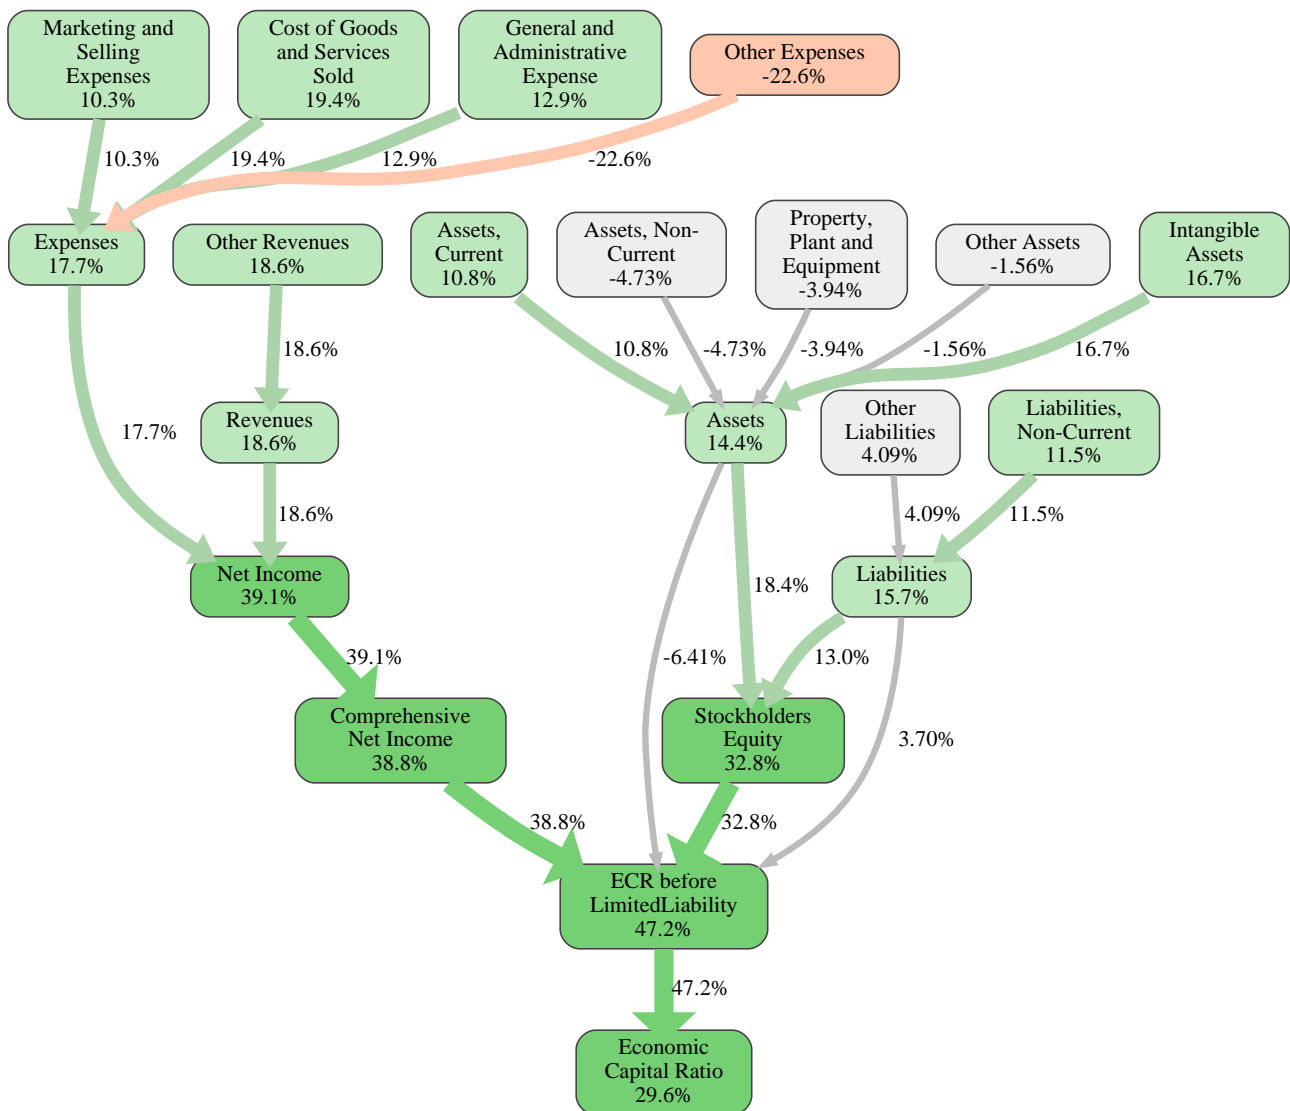 Marketing and
Selling
Expenses
10.3%
Cost of Goods
and Services
Sold
19.4%
General and
Administrative
Expense
12.9%
Other Expenses
-22.6%
10.3%
19.4%
12.9%
-22.6%
Expenses
17.7%
Other Revenues
18.6%
Assets,
Current
10.8%
Assets, Non-
Current
-4.73%
Property,
Plant and
Equipment
-3.94%
Other Assets
-1.56%
Intangible
Assets
16.7%
18.6%
10.8%
-4.73%
-3.94%
-1.56%
16.7%
17.7%
Revenues
18.6%
Assets
14.4%
Other
Liabilities
4.09%
Liabilities,
Non-Current
11.5%
18.6%
4.09%
11.5%
Net Income
39.1%
18.4%
Liabilities
15.7%
39.1%
-6.41%
13.0%
Comprehensive
Net Income
38.8%
Stockholders
Equity
32.8%
3.70%
38.8%
32.8%
ECR before
LimitedLiability
47.2%
47.2%
Economic
Capital Ratio
29.6%